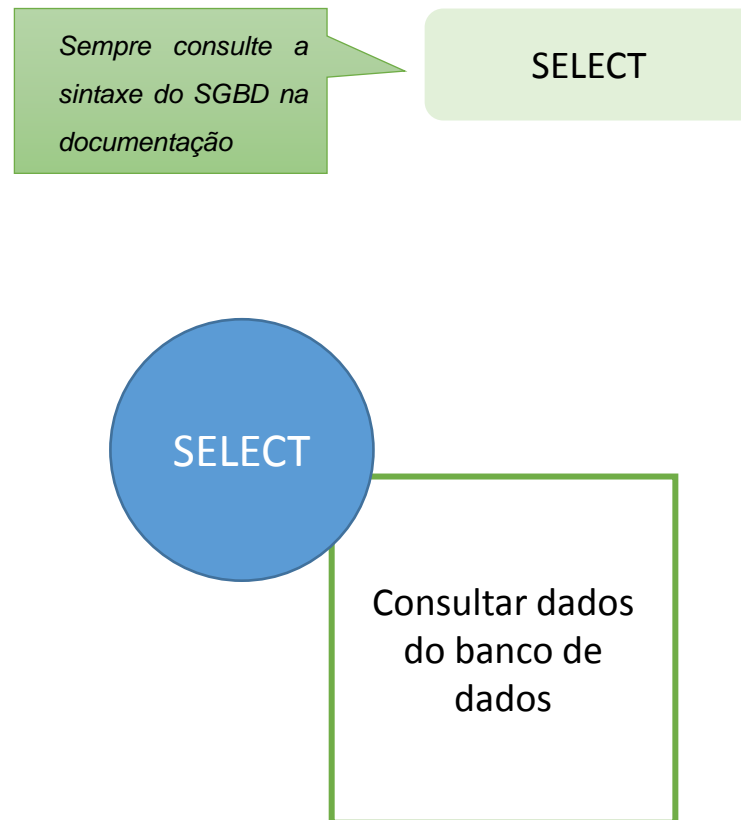 Sempre consulte a
sintaxe do SGBD na
documentação
SELECT
SELECT
Consultar dados
do banco de
dados